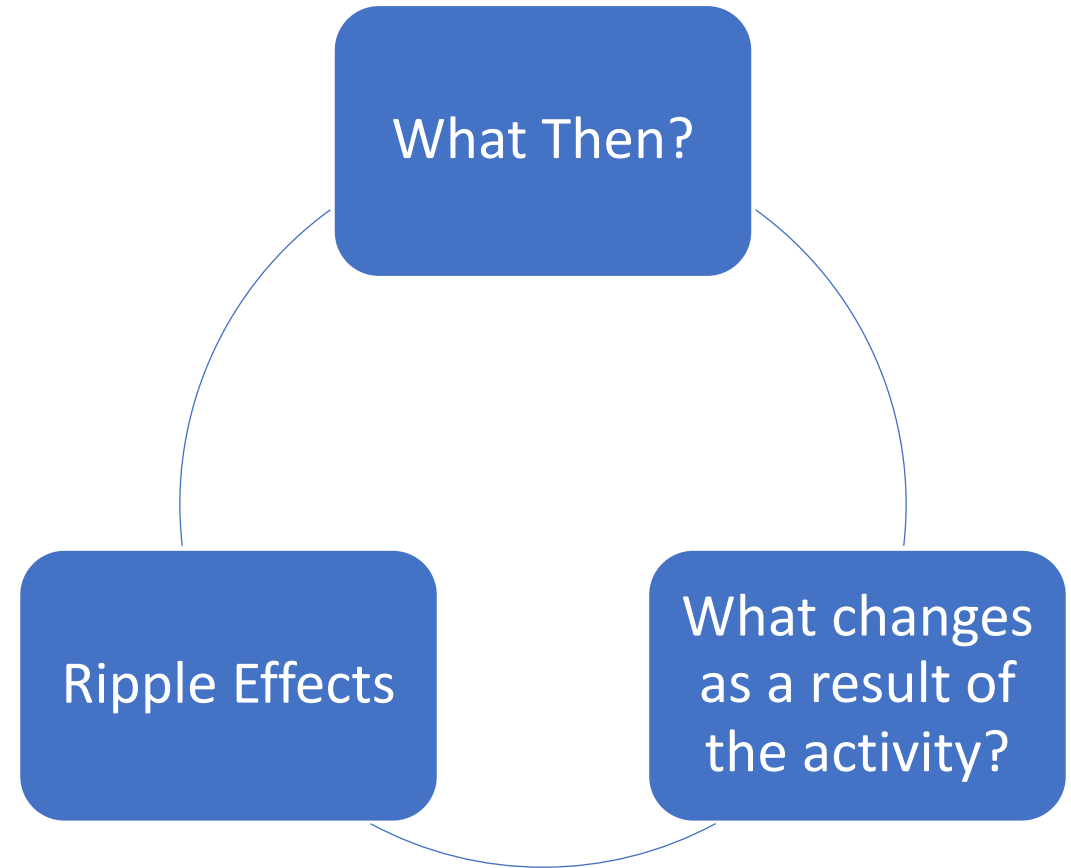 What Then?
What changes
as a result of
the activity?
Ripple Effects